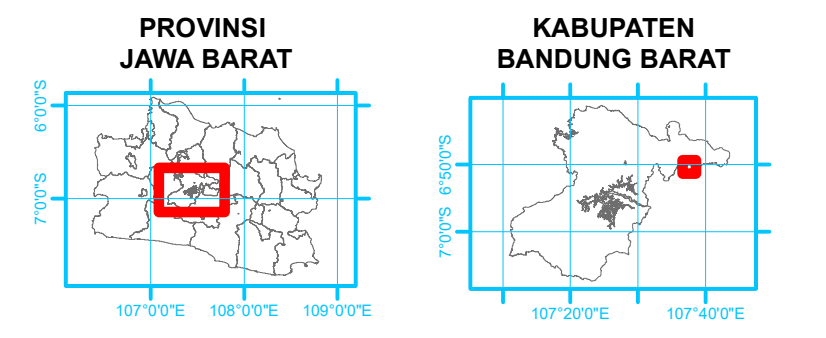 PROVINSI
JAWA BARAT
6°0'0"S
7°0'0"S
107°0'0"E 108°0'0"E 109°0'0"E
KABUPATEN
BANDUNG BARAT
6°50'0"S
7°0'0"S
107°20'0"E 107°40'0"E